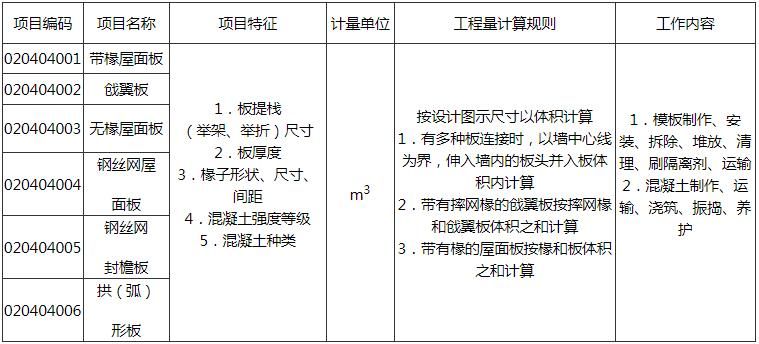 项目编码 项目名称 项目特征 计量单位 工程量计算规则 工作内容
020404001 带椽屋面板
020404002 戗翼板
020404003 无椽屋面板
020404004 钢丝网屋
面板
020404005 钢丝网
封檐板
020404006 拱（弧）
形板
1．板提栈
（举架、举折）尺寸
2．板厚度
3．椽子形状、尺寸、
间距
4．混凝土强度等级
5．混凝土种类
m3
按设计图示尺寸以体积计算
1．有多种板连接时，以墙中心线
为界，伸入墙内的板头并入板体
积内计算
2．带有摔网椽的戗翼板按摔网椽
和戗翼板体积之和计算
3．带有椽的屋面板按椽和板体积
之和计算
1．模板制作、安
装、拆除、堆放、清
理、刷隔离剂、运输
2．混凝土制作、运
输、浇筑、振捣、养
护